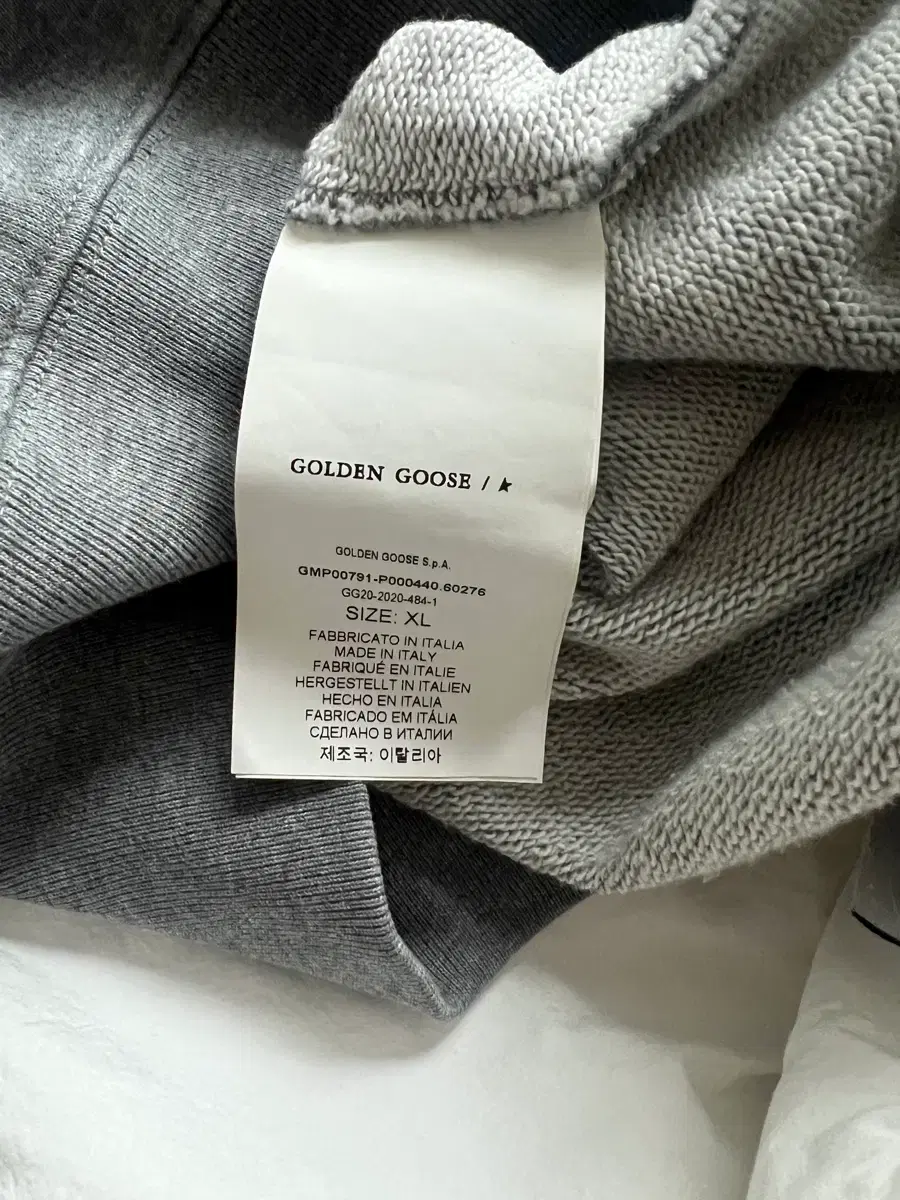 GOLDEN GOOSE / ★
GOLDEN GOOSE S.p.A.
GMP00791-P000440.60276
GG20-2020-484-1
SIZE: XL
FABBRICATO IN ITALIA
MADE IN ITALY
FABRIQUÉ EN ITALIE
HERGESTELLT IN ITALIEN
HECHO EN ITALIA
FABRICADO EM ITÁLIA
СДЕЛАНО В ИТАЛИИ
제조국: 이탈리아